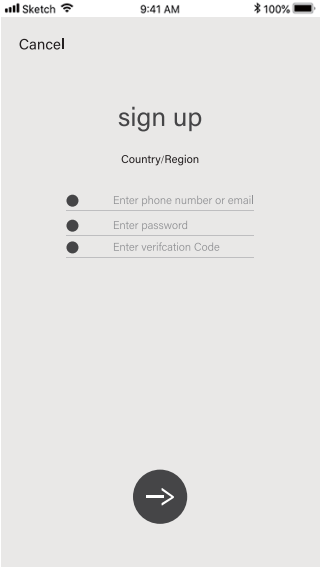 Sketch 9:41 AM 100%
Cancel
sign up
Country/Region
Enter phone number or email
Enter password
Enter verifcation Code